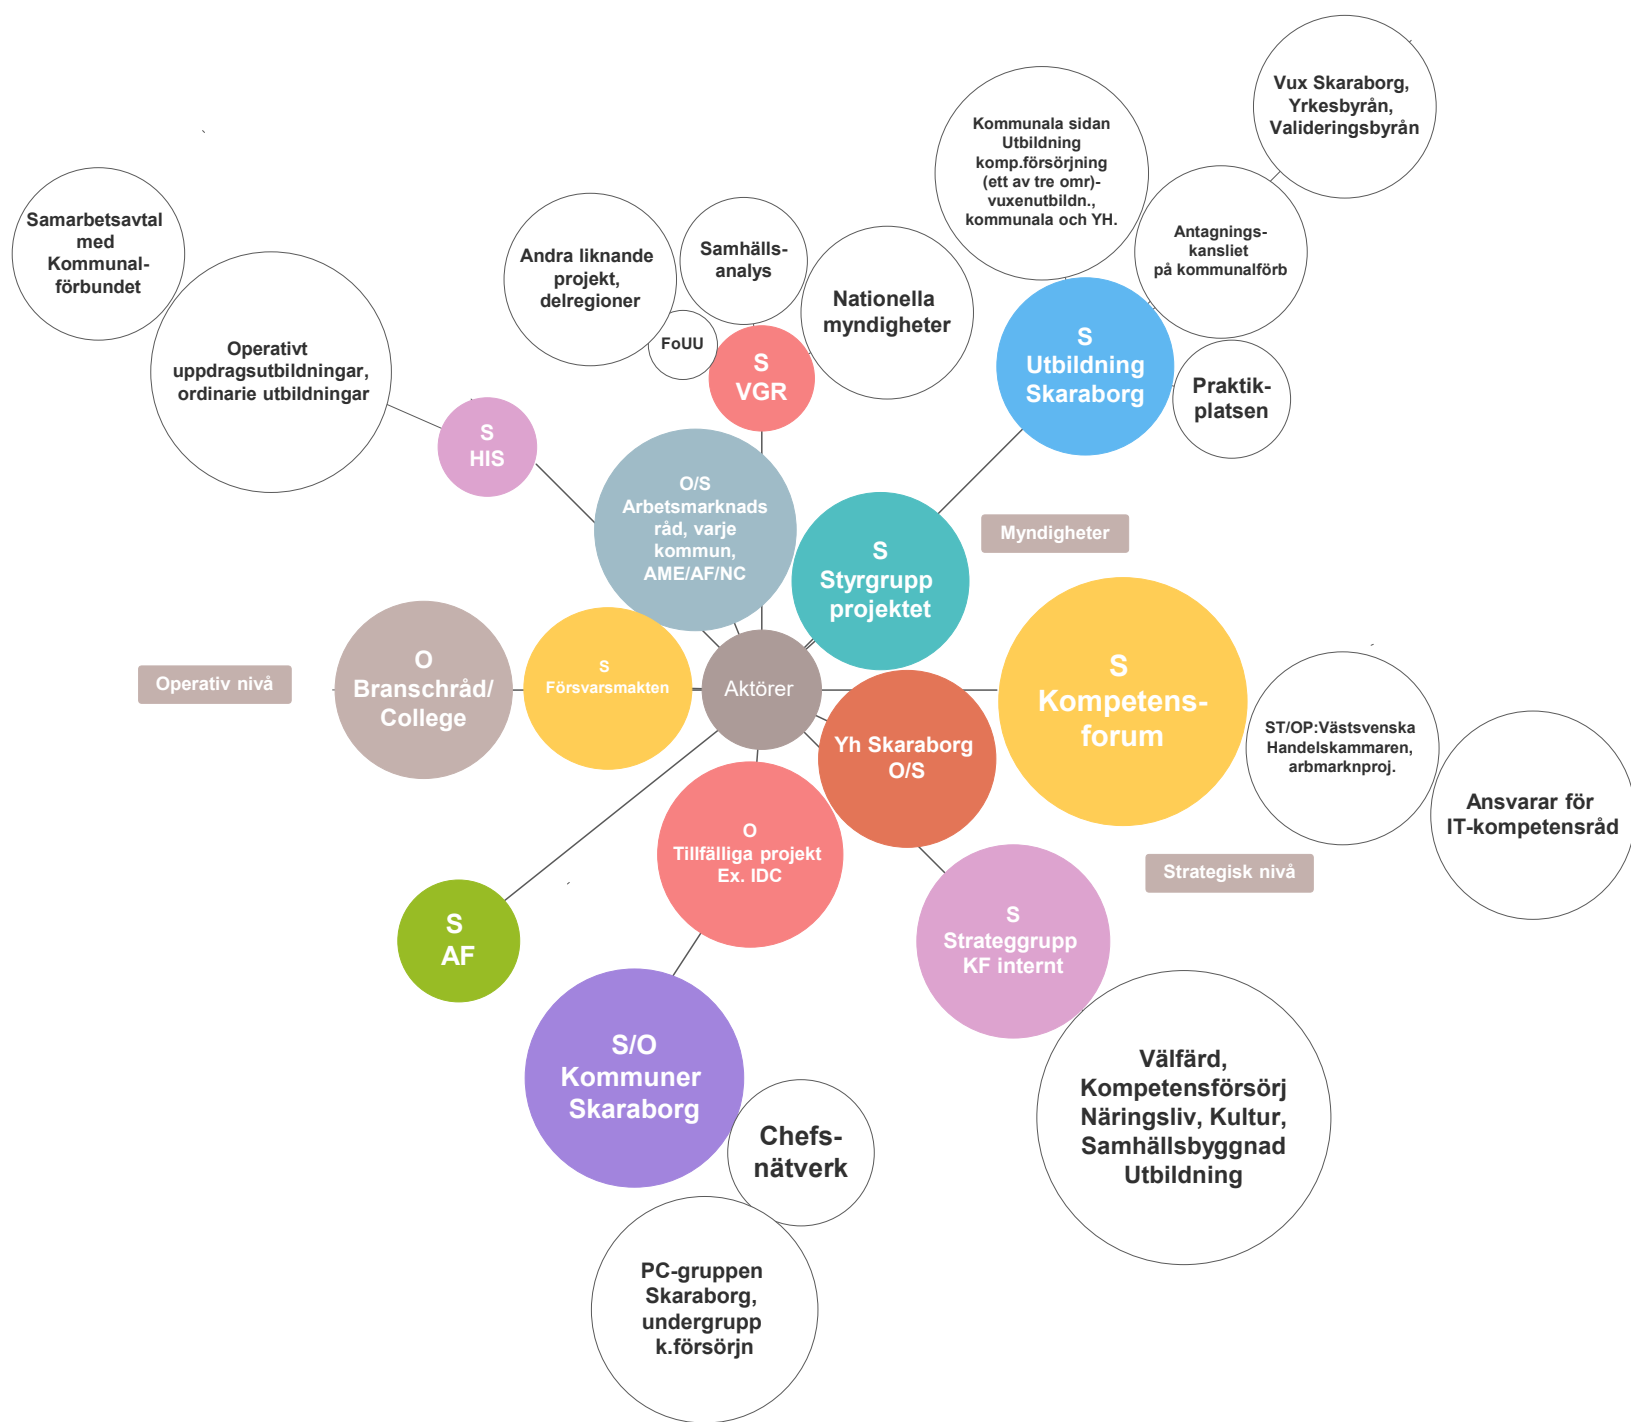 Vux Skaraborg,
Yrkesbyrån,
Valideringsbyrån
Kommunala sidan
Utbildning
komp.försörjning
(ett av tre omr)-
vuxenutbildn.,
kommunala och YH.
Samarbetsavtal
med
Kommunal-
förbundet
Andra liknande
projekt,
delregioner
Samhälls-
analys
Nationella
myndigheter
Antagnings-
kansliet
på kommunalförb
Operativt
uppdragsutbildningar,
ordinarie utbildningar
FoUU
S
VGR
S
Utbildning
Skaraborg
Praktik-
platsen
S
HIS
O/S
Arbetsmarknads
råd, varje
kommun,
AME/AF/NC
S
Styrgrupp
projektet
Myndigheter
Operativ nivå
O
Branschråd/
College
S
Försvarsmakten
Aktörer
S
Kompetens-
forum
ST/OP:Västsvenska
Handelskammaren,
arbmarknproj.
Yh Skaraborg
O/S
Ansvarar för
IT-kompetensråd
O
Tillfälliga projekt
Ex. IDC
Strategisk nivå
S
AF
S
Strateggrupp
KF internt
S/O
Kommuner
Skaraborg
Välfärd,
Kompetensförsörj
Näringsliv, Kultur,
Samhällsbyggnad
Utbildning
Chefs-
nätverk
PC-gruppen
Skaraborg,
undergrupp
k.försörjn